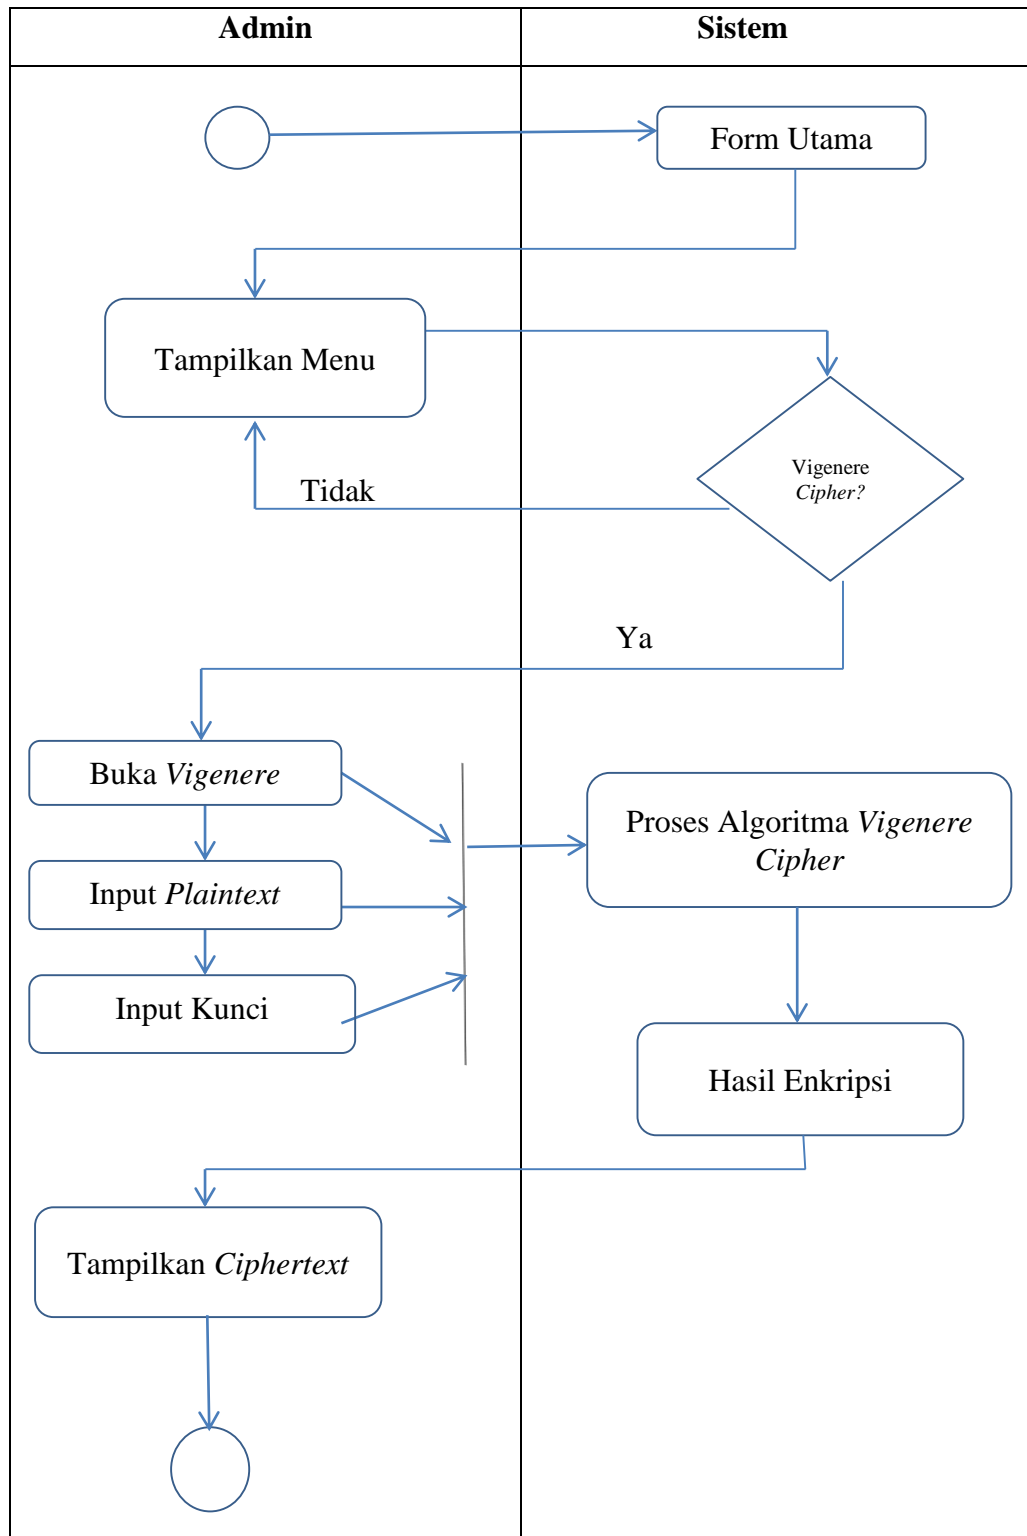 Admin
Sistem
Form Utama
Tampilkan Menu
Vigenere
Cipher?
Tidak
Ya
Buka Vigenere
Proses Algoritma Vigenere
Cipher
Input Plaintext
Input Kunci
Hasil Enkripsi
Tampilkan Ciphertext